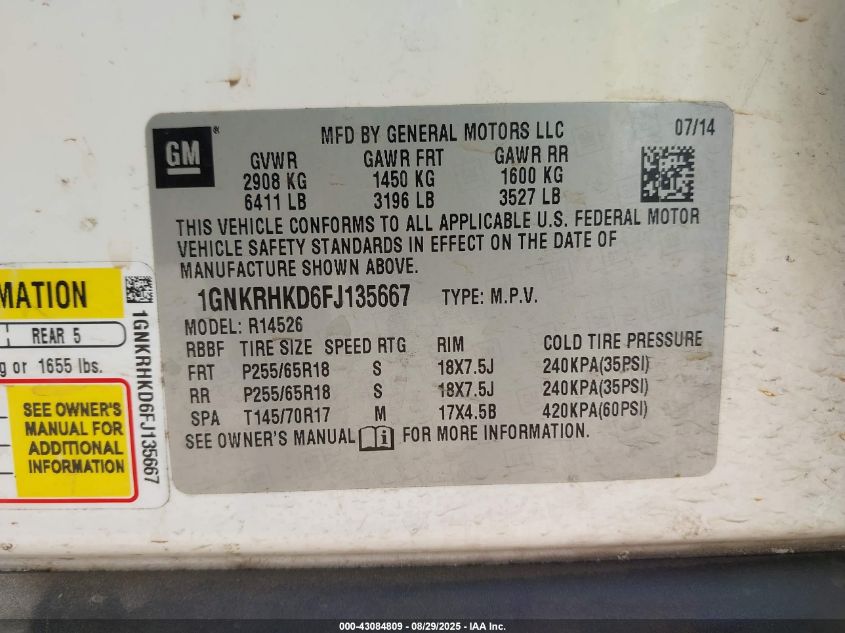 GM®
MFD BY GENERAL MOTORS LLC 07/14
GVWR GAWR FRT GAWR RR
2908 KG 1450 KG 1600 KG
6411 LB 3196 LB 3527 LB
THIS VEHICLE CONFORMS TO ALL APPLICABLE U.S. FEDERAL MOTOR
VEHICLE SAFETY STANDARDS IN EFFECT ON THE DATE OF
MANUFACTURE SHOWN ABOVE.
1GNKRHKD6FJ135667 TYPE: M.P.V.
MODEL: R14526
RBBF TIRE SIZE SPEED RTG RIM COLD TIRE PRESSURE
FRT P255/65R18 S 18X7.5J 240KPA(35PSI)
RR P255/65R18 S 18X7.5J 240KPA(35PSI)
SPA T145/70R17 M 17X4.5B 420KPA(60PSI)
SEE OWNER'S MANUAL i FOR MORE INFORMATION.
MATION
REAR 5
g or 1655 lbs.
SEE OWNER'S
MANUAL FOR
ADDITIONAL
INFORMATION
1GNKRHKD6FJ135667
000-43084809 - 08/29/2025 - IAA Inc.